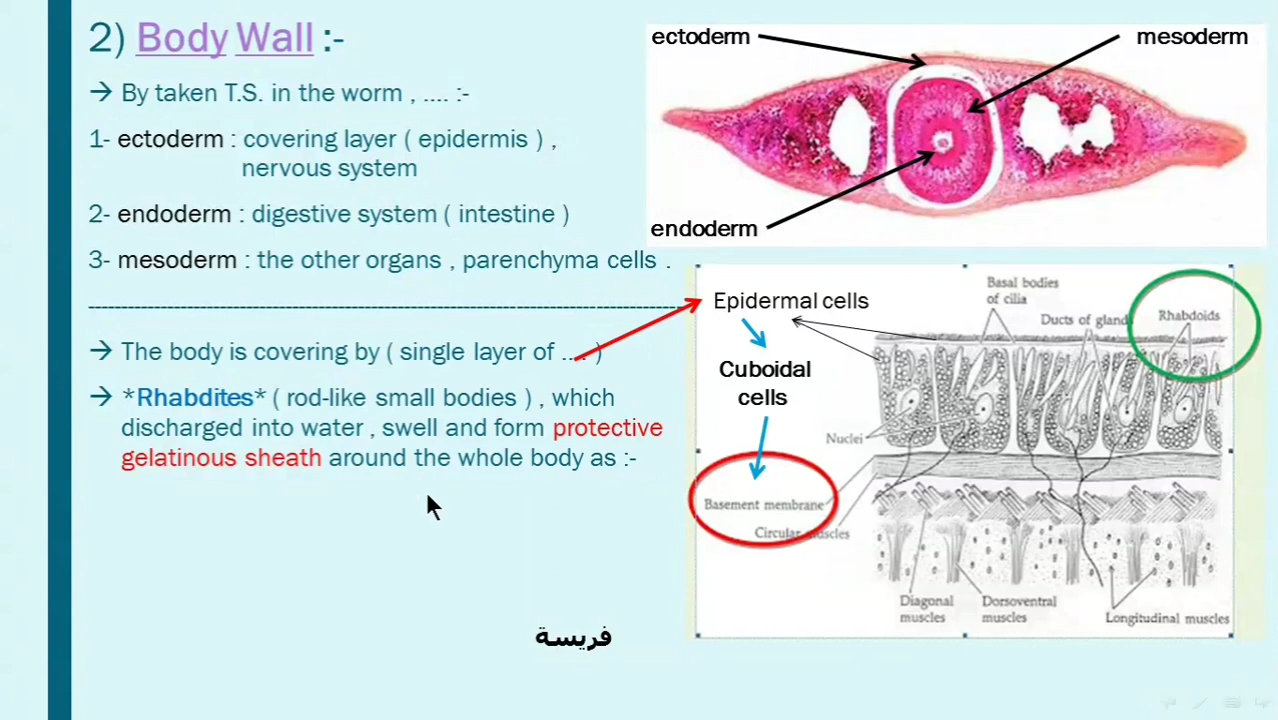 2) Body Wall :-
→ By taken T.S. in the worm , .... :-
1- ectoderm : covering layer ( epidermis ) ,
nervous system
2- endoderm : digestive system ( intestine )
3- mesoderm : the other organs , parenchyma cells .
→ The body is covering by ( single layer of .... )
→ *Rhabdites* ( rod-like small bodies ) , which
discharged into water , swell and form protective
gelatinous sheath around the whole body as :-
فريسة
ectoderm
mesoderm
endoderm
Epidermal cells
Cuboidal
cells
Basal bodies
of cilia
Ducts of gland
Rhabdoids
Nuclei
Basement membrane
Circular muscles
Diagonal
muscles
Dorsoventral
muscles
Longitudinal muscles